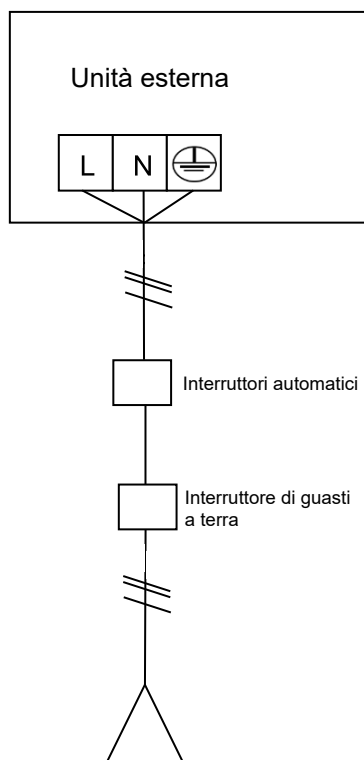 Unità esterna
L N
Interruttori automatici
Interruttore di guasti
a terra